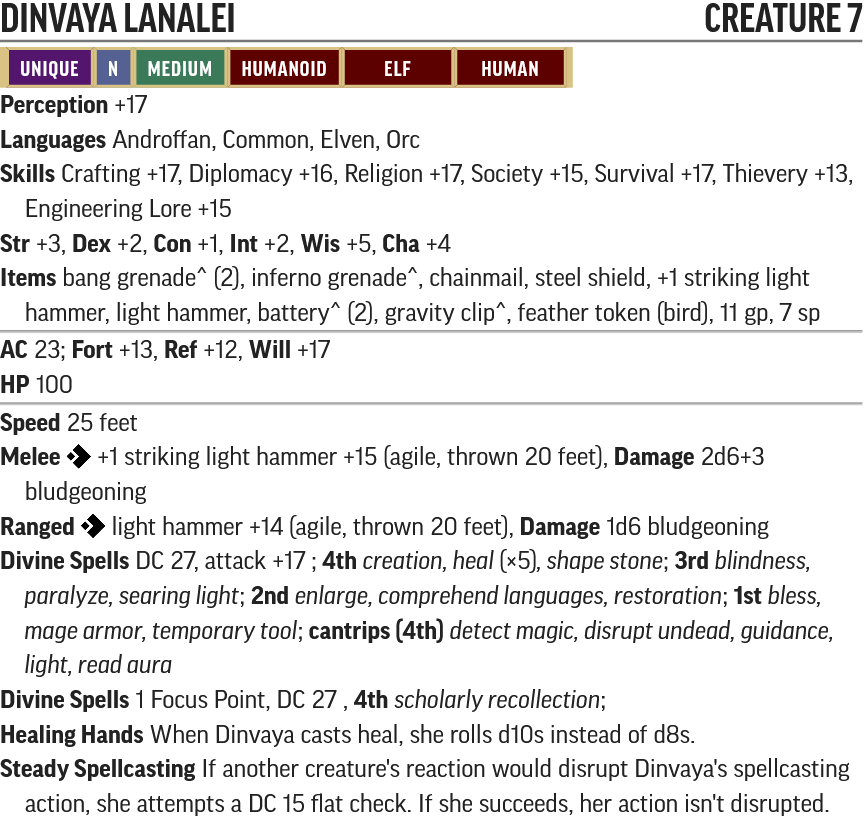 DINVAYA LANALEI CREATURE 7
UNIQUE N MEDIUM HUMANOID ELF HUMAN
Perception +17
Languages Androffan, Common, Elven, Orc
Skills Crafting +17, Diplomacy +16, Religion +17, Society +15, Survival +17, Thievery +13,
Engineering Lore +15
Str +3, Dex +2, Con +1, Int +2, Wis +5, Cha +4
Items bang grenade^ (2), inferno grenade^, chainmail, steel shield, +1 striking light
hammer, light hammer, battery^ (2), gravity clip^, feather token (bird), 11 gp, 7 sp
AC 23; Fort +13, Ref +12, Will +17
HP 100
Speed 25 feet
Melee +1 striking light hammer +15 (agile, thrown 20 feet), Damage 2d6+3
bludgeoning
Ranged light hammer +14 (agile, thrown 20 feet), Damage 1d6 bludgeoning
Divine Spells DC 27, attack +17 ; 4th creation, heal (×5), shape stone; 3rd blindness,
paralyze, searing light; 2nd enlarge, comprehend languages, restoration; 1st bless,
mage armor, temporary tool; cantrips (4th) detect magic, disrupt undead, guidance,
light, read aura
Divine Spells 1 Focus Point, DC 27 , 4th scholarly recollection;
Healing Hands When Dinvaya casts heal, she rolls d10s instead of d8s.
Steady Spellcasting If another creature's reaction would disrupt Dinvaya's spellcasting
action, she attempts a DC 15 flat check. If she succeeds, her action isn't disrupted.